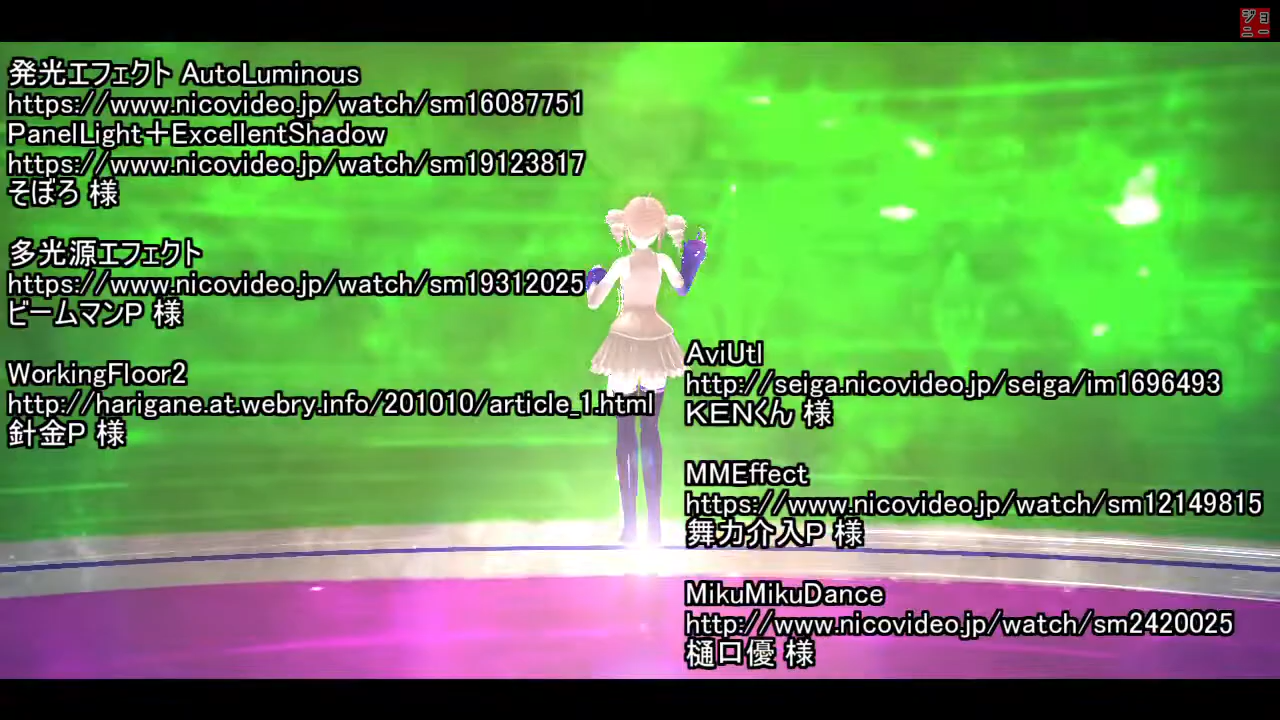 ジョ
ニー
発光エフェクト AutoLuminous
https://www.nicovideo.jp/watch/sm16087751
PanelLight＋ExcellentShadow
https://www.nicovideo.jp/watch/sm19123817
そぼろ 様
多光源エフェクト
https://www.nicovideo.jp/watch/sm19312025
ビームマンP 様
WorkingFloor2
http://harigane.at.webry.info/201010/article_1.html
針金P 様
AviUtl
http://seiga.nicovideo.jp/seiga/im1696493
ＫＥＮくん 様
MMEffect
https://www.nicovideo.jp/watch/sm12149815
舞力介入P 様
MikuMikuDance
http://www.nicovideo.jp/watch/sm2420025
樋口優 様